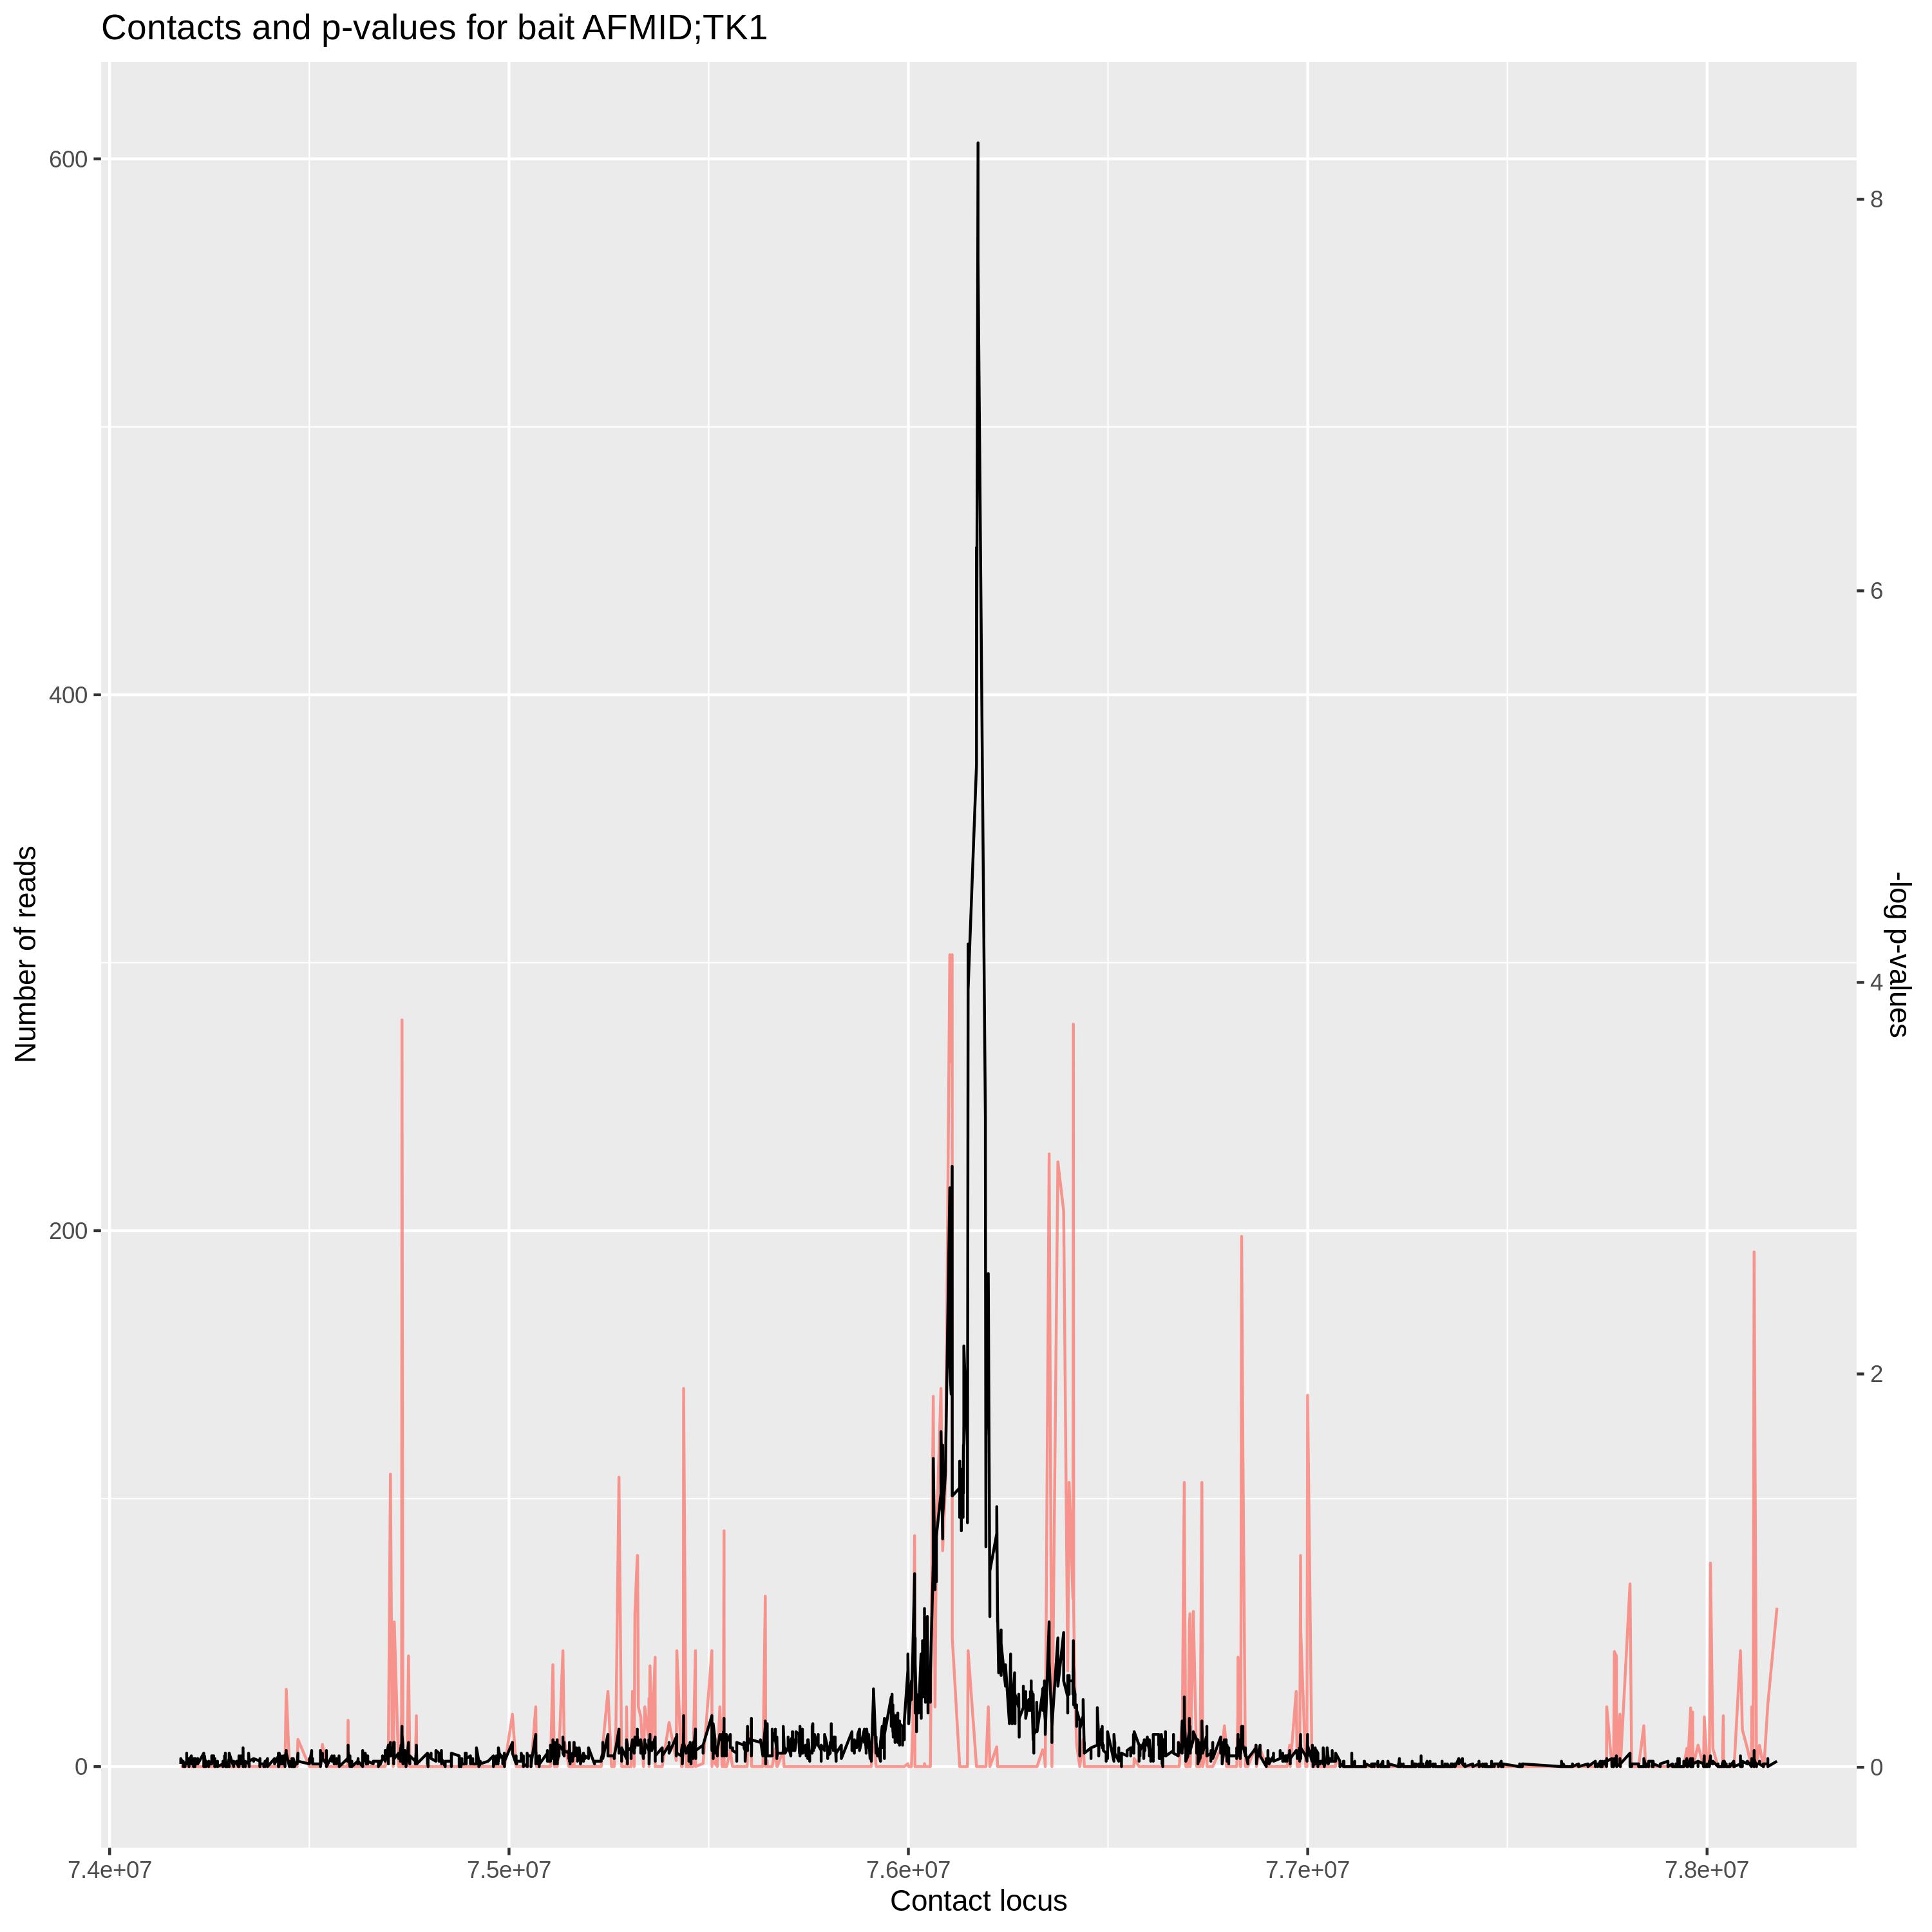 Contacts and p-values for bait AFMID;TK1
600
400
200
0
Number of reads
8
6
4
2
0
-log p-values
7.4e+07
7.5e+07
7.6e+07
7.7e+07
7.8e+07
Contact locus